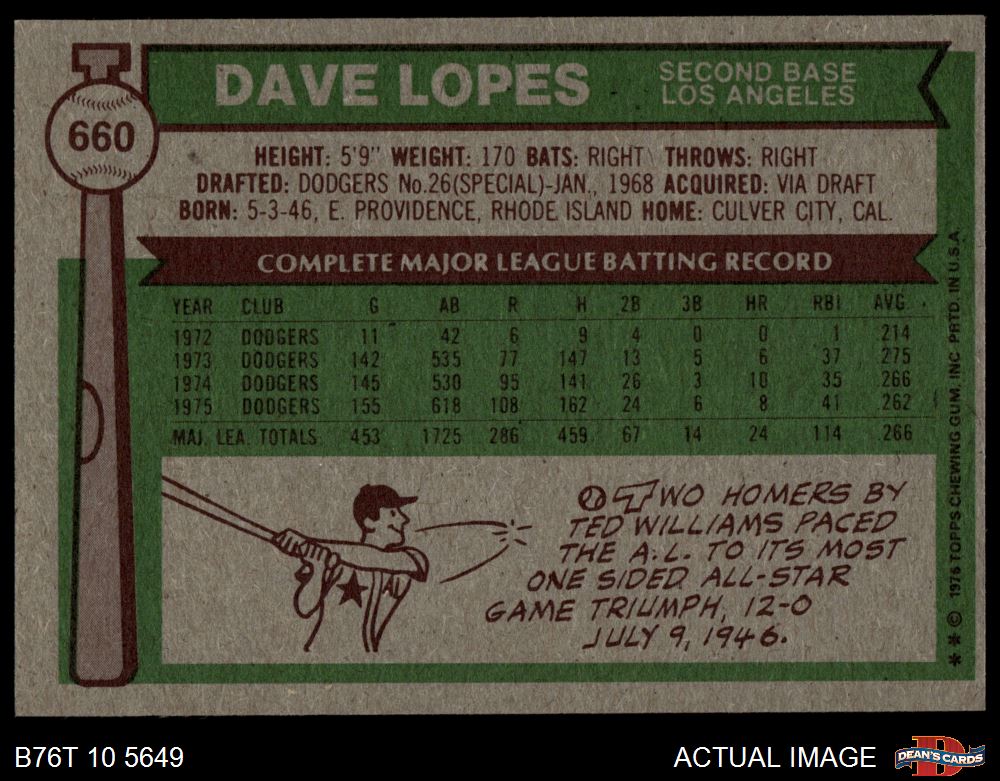 660
DAVE LOPES
SECOND BASE
LOS ANGELES
HEIGHT: 5'9" WEIGHT: 170 BATS: RIGHT THROWS: RIGHT
DRAFTED: DODGERS No.26(SPECIAL)-JAN., 1968 ACQUIRED: VIA DRAFT
BORN: 5-3-46, E. PROVIDENCE, RHODE ISLAND HOME: CULVER CITY, CAL.
COMPLETE MAJOR LEAGUE BATTING RECORD
YEAR CLUB G AB R H 2B 3B HR RBI AVG.
1972 DODGERS 11 42 6 9 4 0 0 1 .214
1973 DODGERS 142 535 77 147 13 5 6 37 .275
1974 DODGERS 145 530 95 141 26 3 10 35 .266
1975 DODGERS 155 618 108 162 24 6 8 41 .262
MAJ. LEA. TOTALS 453 1725 286 459 67 14 24 114 .266
TWO HOMERS BY
TED WILLIAMS PACED
THE A.L. TO ITS MOST
ONE SIDED ALL-STAR
GAME TRIUMPH, 12-0
JULY 9, 1946.
AL
** © 1976 TOPPS CHEWING GUM, INC. PRTD. IN U.S.A.
B76T 10 5649
ACTUAL IMAGE
D
DEAN'S CARDS